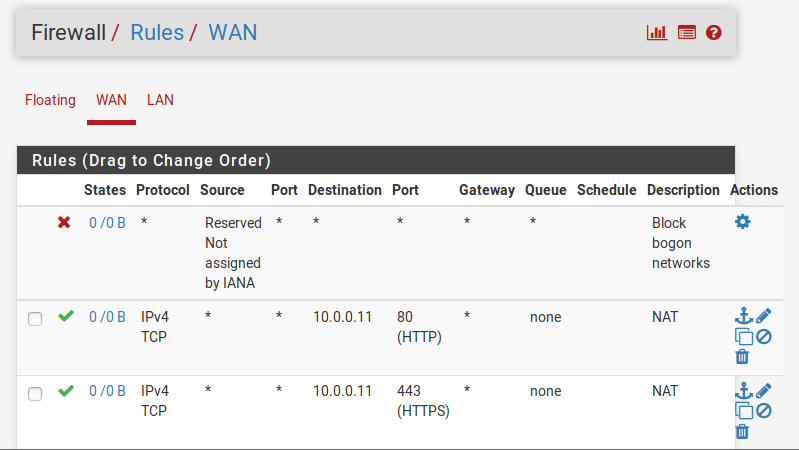 Firewall / Rules / WAN
Floating WAN LAN
Rules (Drag to Change Order)
States Protocol Source Port Destination Port Gateway Queue Schedule Description Actions
0 /0 B * Reserved * * * * * Block
Not bogon
assigned networks
by IANA
0 /0 B IPv4 * * 10.0.0.11 80 * none NAT
TCP (HTTP)
0 /0 B IPv4 * * 10.0.0.11 443 * none NAT
TCP (HTTPS)